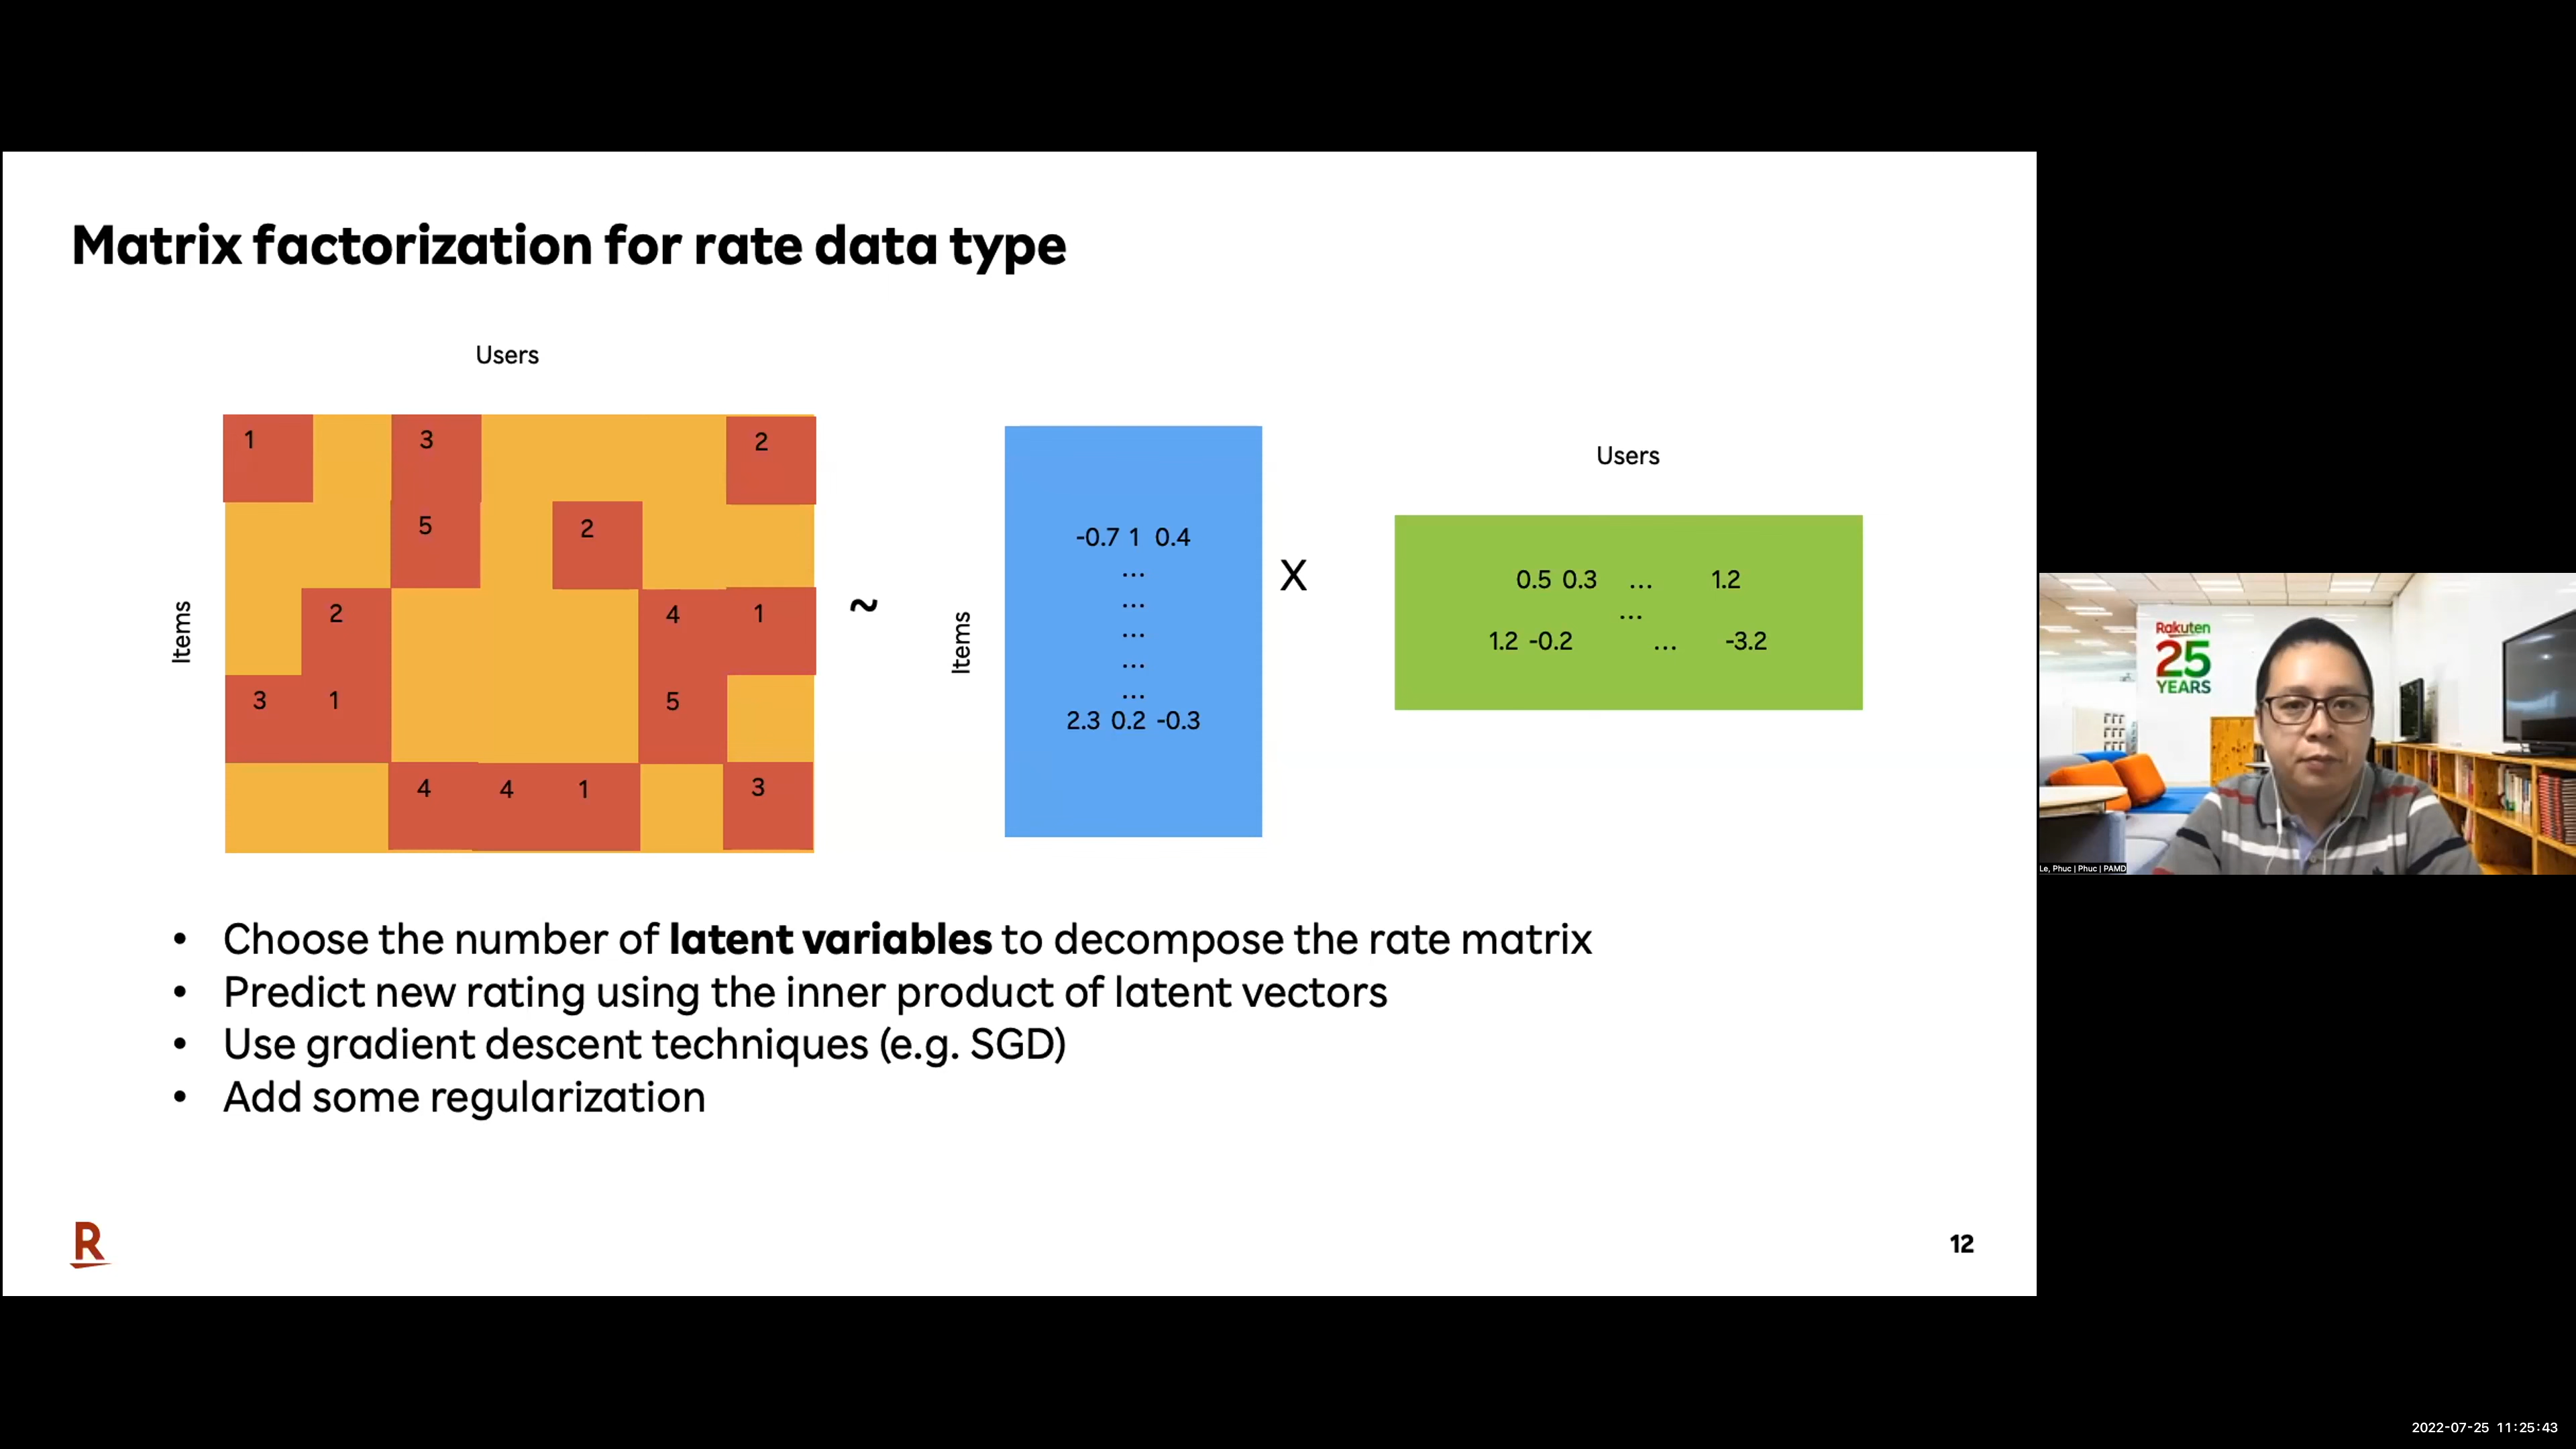 Matrix factorization for rate data type
Users
1 3 2
5 2
2 4 1
3 1 5
4 4 1 3
Items
~
Items
-0.7 1 0.4
...
...
...
...
...
2.3 0.2 -0.3
X
Users
0.5 0.3 ... 1.2
...
1.2 -0.2 ... -3.2
• Choose the number of latent variables to decompose the rate matrix
• Predict new rating using the inner product of latent vectors
• Use gradient descent techniques (e.g. SGD)
• Add some regularization
R
12
Rakuten
25
YEARS
Le, Phuc | Phuc | PAMD
2022-07-25 11:25:43